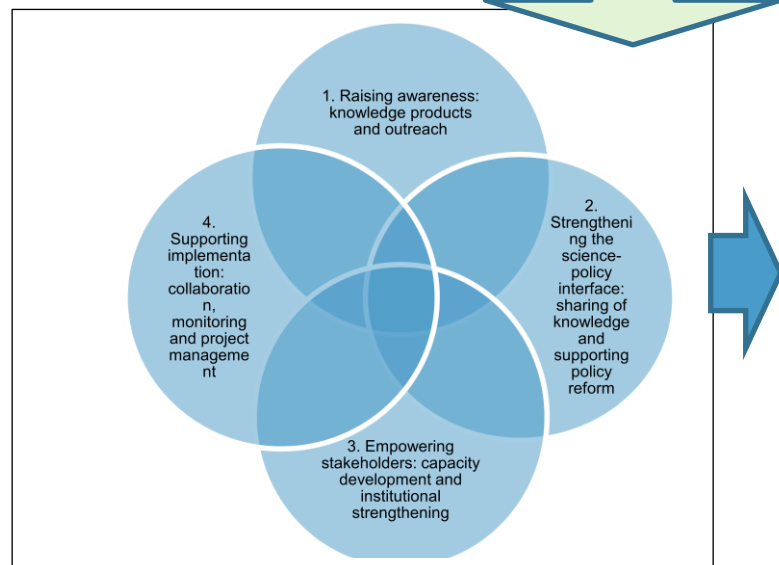 1. Raising awareness:
knowledge products
and outreach
2.
Strengtheni
ng the
science-
policy
interface:
sharing of
knowledge
and
supporting
policy
reform
3. Empowering
stakeholders: capacity
development and
institutional
strengthening
4.
Supporting
implementa
tion:
collaboratio
n,
monitoring
and project
manageme
nt